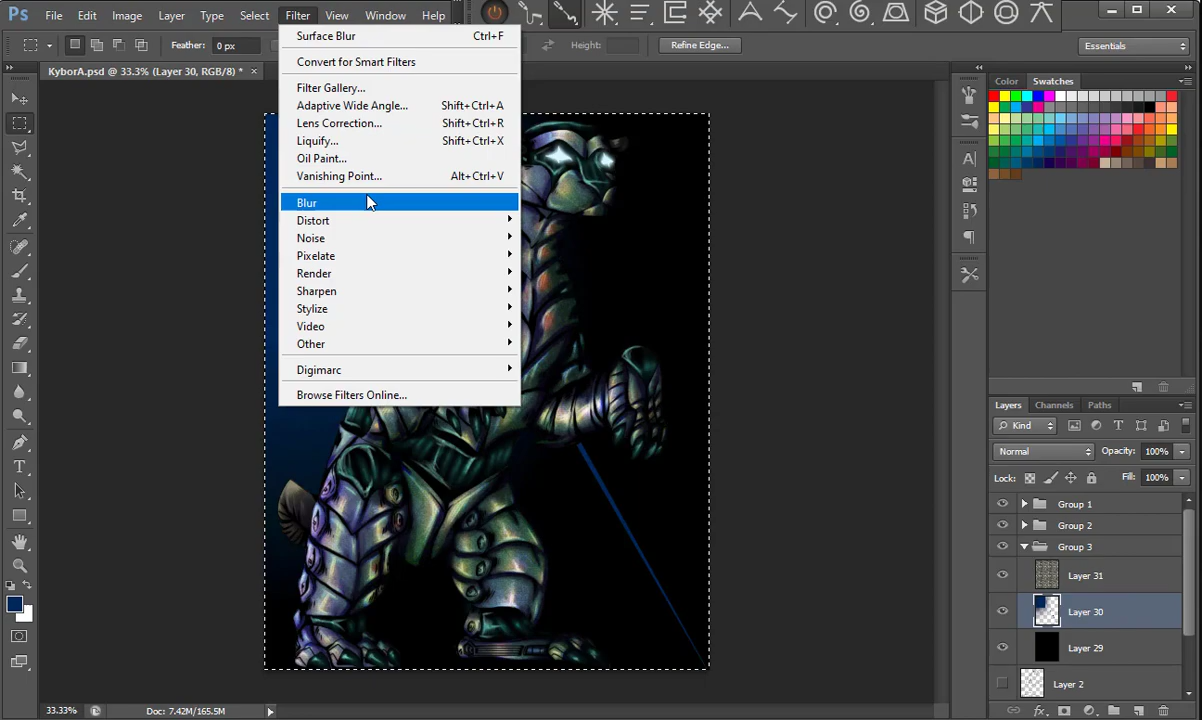 Ps File Edit Image Layer Type Select Filter View Window Help
Feather: 0 px Height: Refine Edge... Essentials
KyborA.psd @ 33.3% (Layer 30, RGB/8) * ×
Surface Blur Ctrl+F
Convert for Smart Filters
Filter Gallery...
Adaptive Wide Angle... Shift+Ctrl+A
Lens Correction... Shift+Ctrl+R
Liquify... Shift+Ctrl+X
Oil Paint...
Vanishing Point... Alt+Ctrl+V
Blur
Distort
Noise
Pixelate
Render
Sharpen
Stylize
Video
Other
Digimarc
Browse Filters Online...
Color Swatches
Layers Channels Paths
Kind
Normal Opacity: 100%
Lock: Fill: 100%
Group 1
Group 2
Group 3
Layer 31
Layer 30
Layer 29
Layer 2
33.33% Doc: 7.42M/165.5M